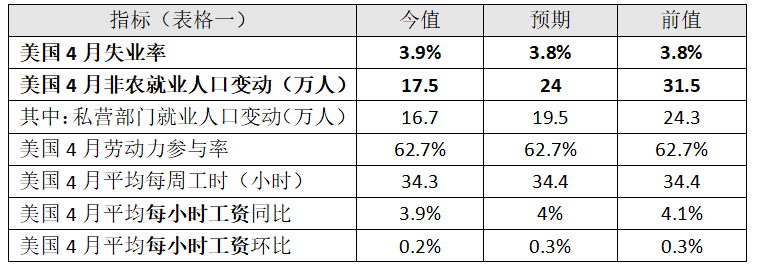 指标（表格一） 今值 预期 前值
美国 4 月失业率 3.9% 3.8% 3.8%
美国 4 月非农就业人口变动（万人） 17.5 24 31.5
其中：私营部门就业人口变动（万人） 16.7 19.5 24.3
美国 4 月劳动力参与率 62.7% 62.7% 62.7%
美国 4 月平均每周工时（小时） 34.3 34.4 34.4
美国 4 月平均每小时工资同比 3.9% 4% 4.1%
美国 4 月平均每小时工资环比 0.2% 0.3% 0.3%